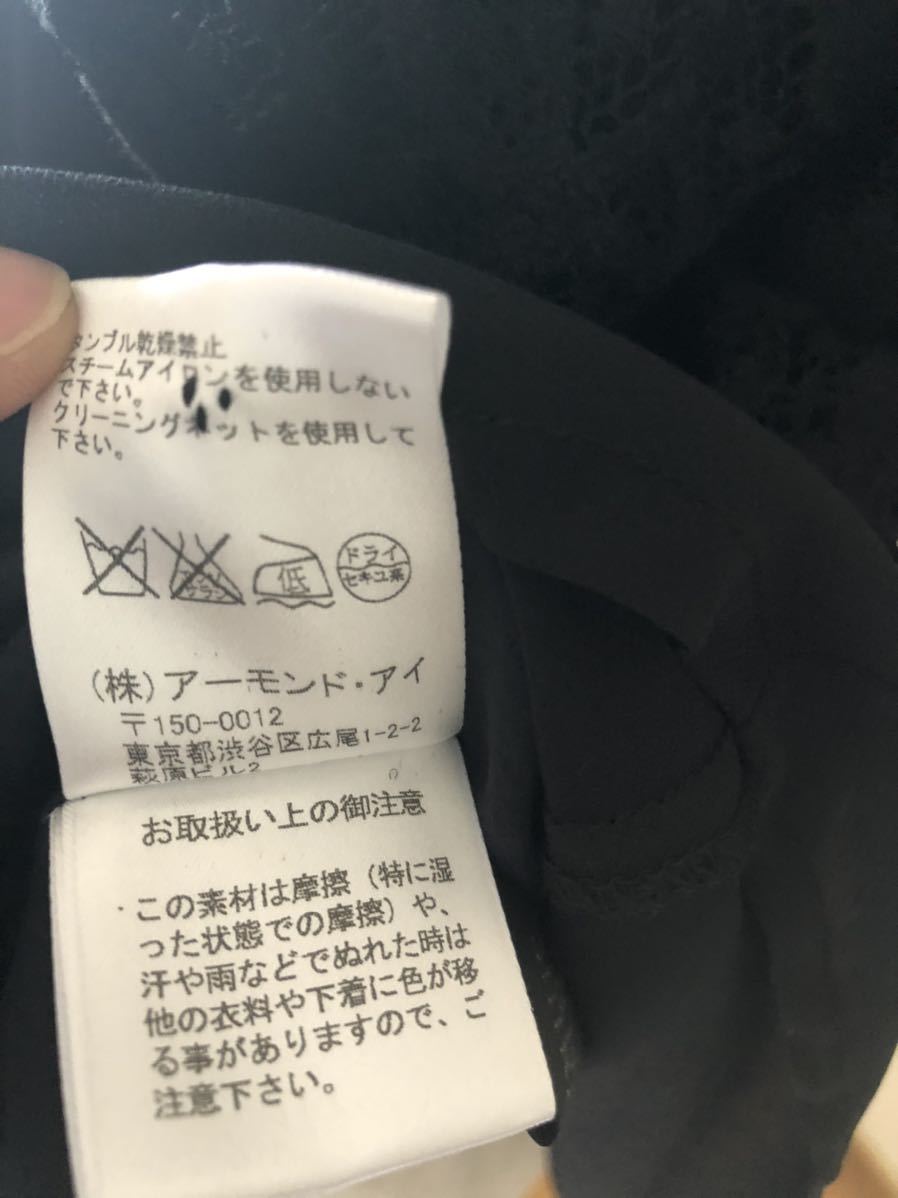 タンブル乾燥禁止
スチームアイロンを使用しない
で下さい。
クリーニングネットを使用して
下さい。
低
ドライ
セキユ系
(株)アーモンド・アイ
〒150-0012
東京都渋谷区広尾1-2-2
萩原ビル2
お取扱い上の御注意
・この素材は摩擦(特に湿
った状態での摩擦)や、
汗や雨などでぬれた時は
他の衣料や下着に色が移
る事がありますので、ご
注意下さい。